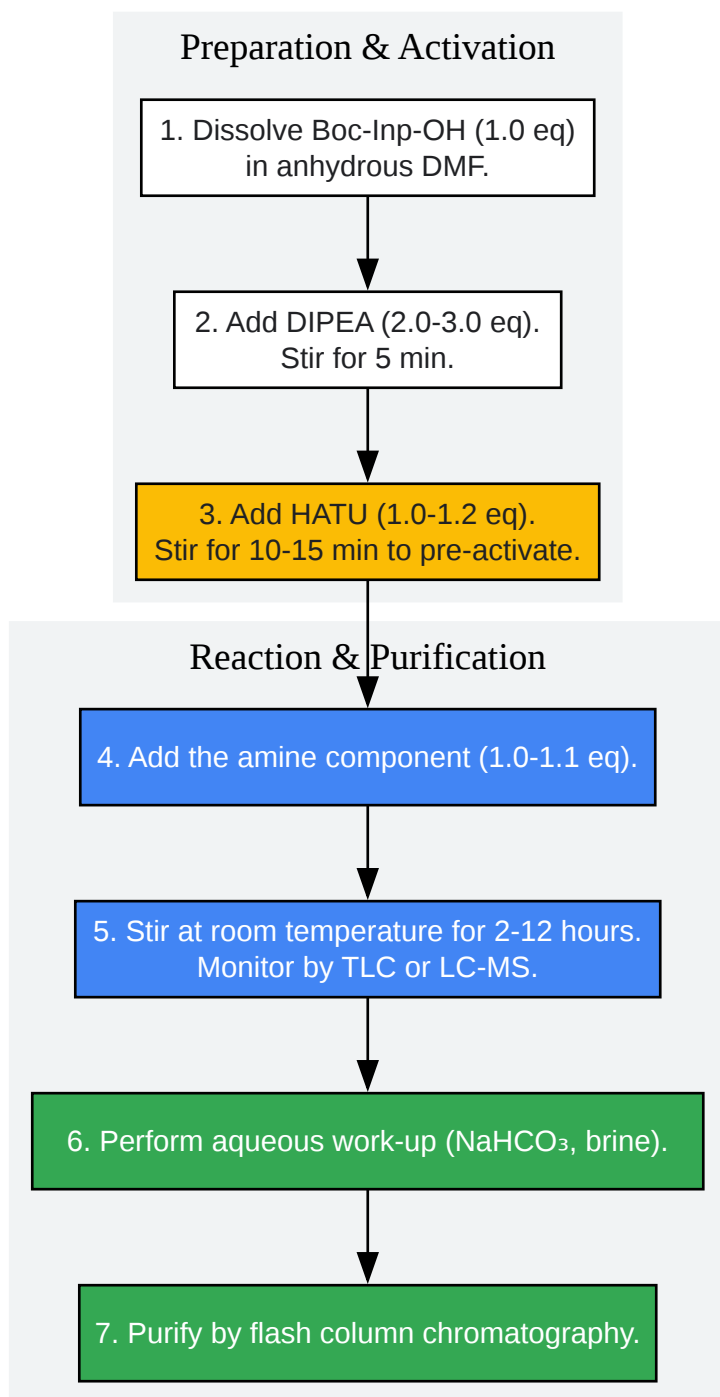 Preparation & Activation
1. Dissolve Boc-Inp-OH (1.0 eq)
in anhydrous DMF.
2. Add DIPEA (2.0-3.0 eq).
Stir for 5 min.
3. Add HATU (1.0-1.2 eq).
Stir for 10-15 min to pre-activate.
Reaction & Purification
4. Add the amine component (1.0-1.1 eq).
5. Stir at room temperature for 2-12 hours.
Monitor by TLC or LC-MS.
6. Perform aqueous work-up (NaHCO₃, brine).
7. Purify by flash column chromatography.